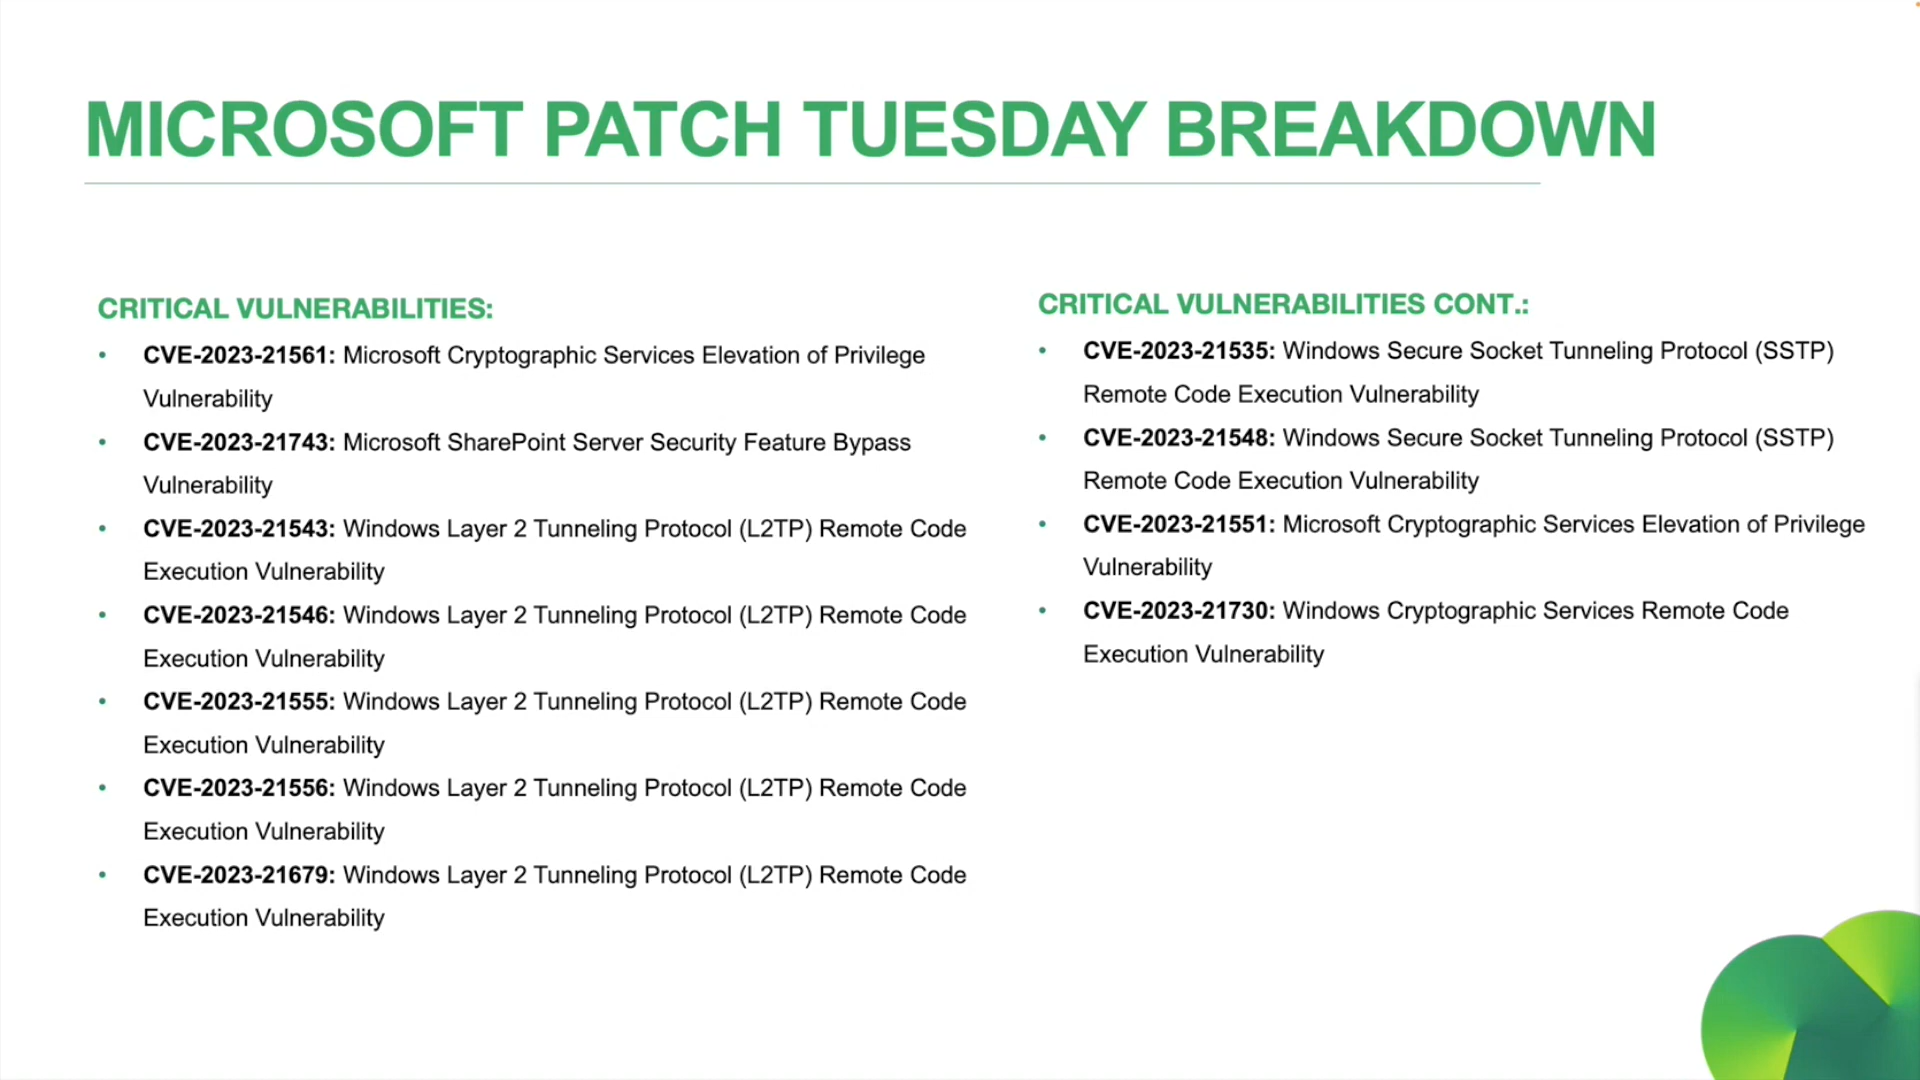 MICROSOFT PATCH TUESDAY BREAKDOWN
CRITICAL VULNERABILITIES:
• CVE-2023-21561: Microsoft Cryptographic Services Elevation of Privilege
Vulnerability
• CVE-2023-21743: Microsoft SharePoint Server Security Feature Bypass
Vulnerability
• CVE-2023-21543: Windows Layer 2 Tunneling Protocol (L2TP) Remote Code
Execution Vulnerability
• CVE-2023-21546: Windows Layer 2 Tunneling Protocol (L2TP) Remote Code
Execution Vulnerability
• CVE-2023-21555: Windows Layer 2 Tunneling Protocol (L2TP) Remote Code
Execution Vulnerability
• CVE-2023-21556: Windows Layer 2 Tunneling Protocol (L2TP) Remote Code
Execution Vulnerability
• CVE-2023-21679: Windows Layer 2 Tunneling Protocol (L2TP) Remote Code
Execution Vulnerability
CRITICAL VULNERABILITIES CONT.:
• CVE-2023-21535: Windows Secure Socket Tunneling Protocol (SSTP)
Remote Code Execution Vulnerability
• CVE-2023-21548: Windows Secure Socket Tunneling Protocol (SSTP)
Remote Code Execution Vulnerability
• CVE-2023-21551: Microsoft Cryptographic Services Elevation of Privilege
Vulnerability
• CVE-2023-21730: Windows Cryptographic Services Remote Code
Execution Vulnerability